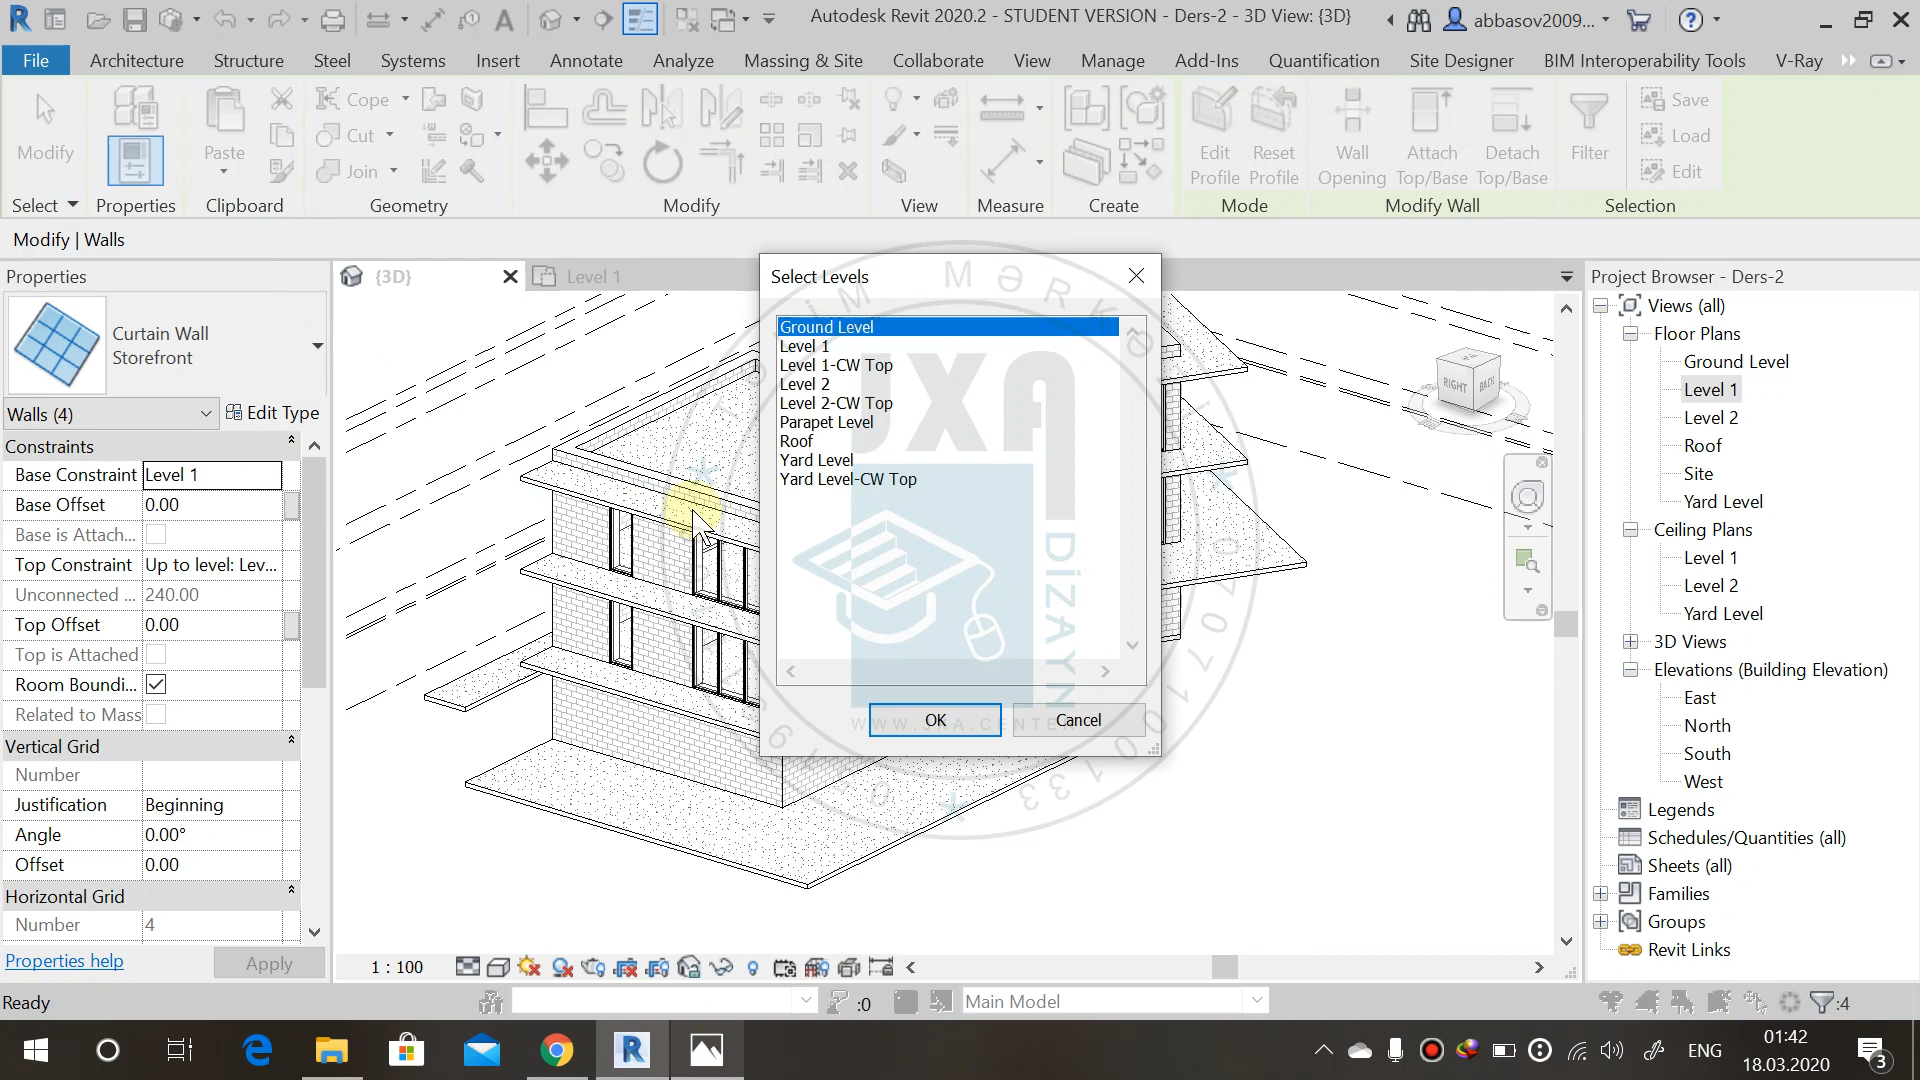 Autodesk Revit 2020.2 - STUDENT VERSION - Ders-2 - 3D View: {3D}
abbasov2009...
File Architecture Structure Steel Systems Insert Annotate Analyze Massing & Site Collaborate View Manage Add-Ins Quantification Site Designer BIM Interoperability Tools V-Ray
Modify
Paste
Cope
Cut
Join
Edit Profile
Reset Profile
Wall Opening
Attach Top/Base
Detach Top/Base
Filter
Save
Load
Edit
Select Properties Clipboard Geometry Modify View Measure Create Mode Modify Wall Selection
Modify | Walls
Properties
Curtain Wall
Storefront
Walls (4) Edit Type
Constraints
Base Constraint Level 1
Base Offset 0.00
Base is Attach...
Top Constraint Up to level: Lev...
Unconnected ... 240.00
Top Offset 0.00
Top is Attached
Room Boundi...
Related to Mass
Vertical Grid
Number
Justification Beginning
Angle 0.00°
Offset 0.00
Horizontal Grid
Number 4
Properties help Apply
{3D} Level 1
RIGHT BACK
Select Levels
Ground Level
Level 1
Level 1-CW Top
Level 2
Level 2-CW Top
Parapet Level
Roof
Yard Level
Yard Level-CW Top
OK Cancel
JXA
DİZAYN
WWW.JXA.CENTER
Project Browser - Ders-2
Views (all)
Floor Plans
Ground Level
Level 1
Level 2
Roof
Site
Yard Level
Ceiling Plans
Level 1
Level 2
Yard Level
3D Views
Elevations (Building Elevation)
East
North
South
West
Legends
Schedules/Quantities (all)
Sheets (all)
Families
Groups
Revit Links
1 : 100
Ready :0 Main Model :4
ENG
01:42
18.03.2020
3